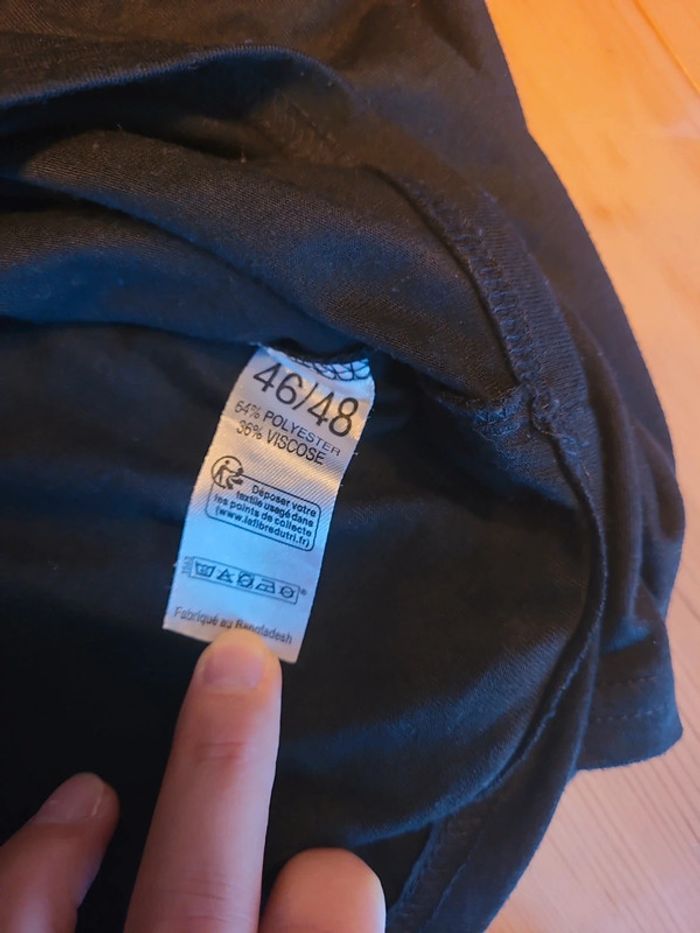 46/48
64% POLYESTER
36% VISCOSE
Déposer votre
textile usagé dans
les points de collecte
(www.lafibredutri.fr)
Fabriqué au Bangladesh